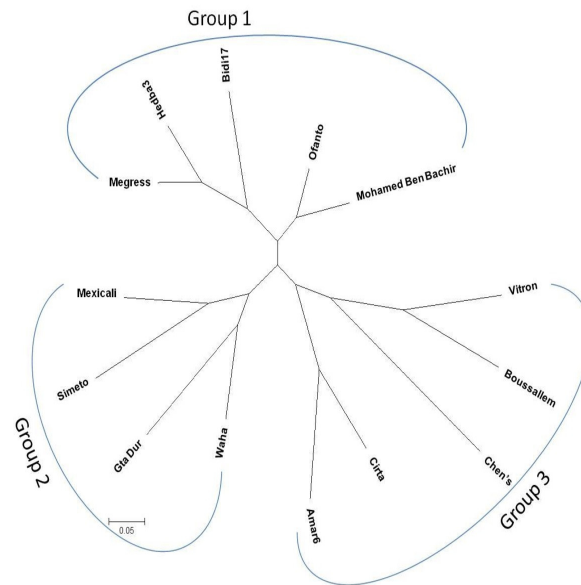 Group 1
Bidi17
Hedba3
Ofanto
Megress
Mohamed Ben Bachir
Mexicali
Vitron
Simeto
Boussallem
Gta Dur
Waha
Cirta
Chen's
Amar6
Group 2
Group 3
0.05